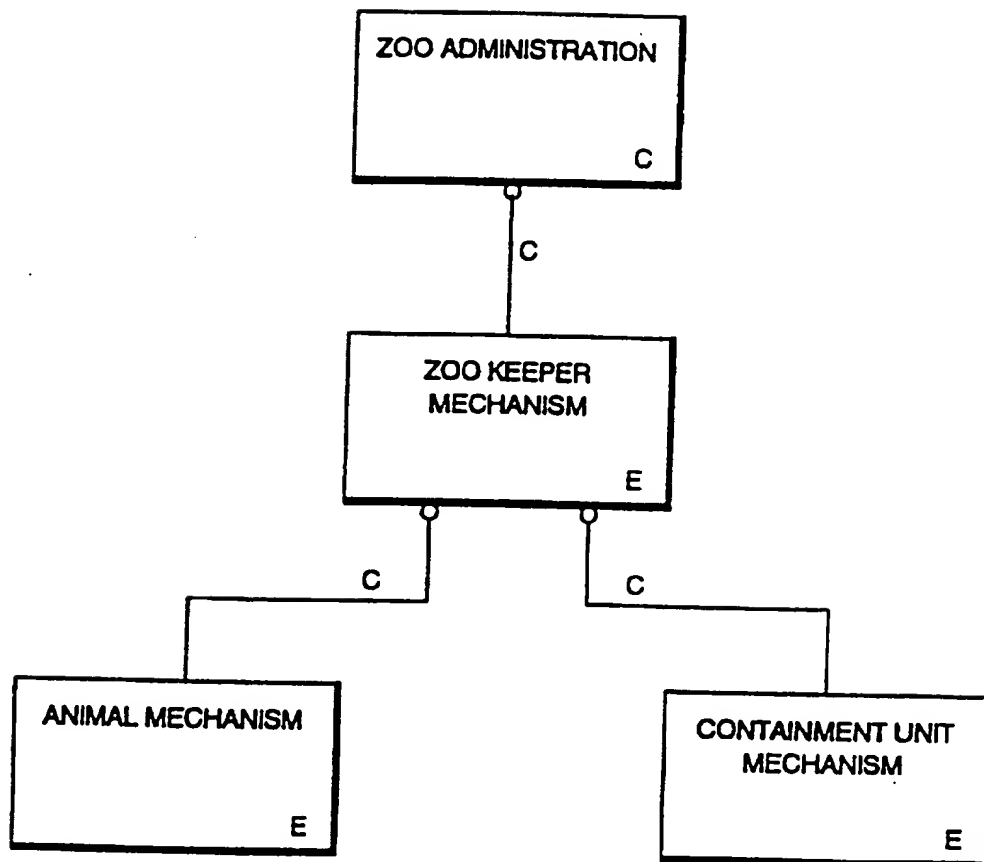 ZOO ADMINISTRATION
C
C
ZOO KEEPER
MECHANISM
E
C
C
ANIMAL MECHANISM
E
CONTAINMENT UNIT
MECHANISM
E